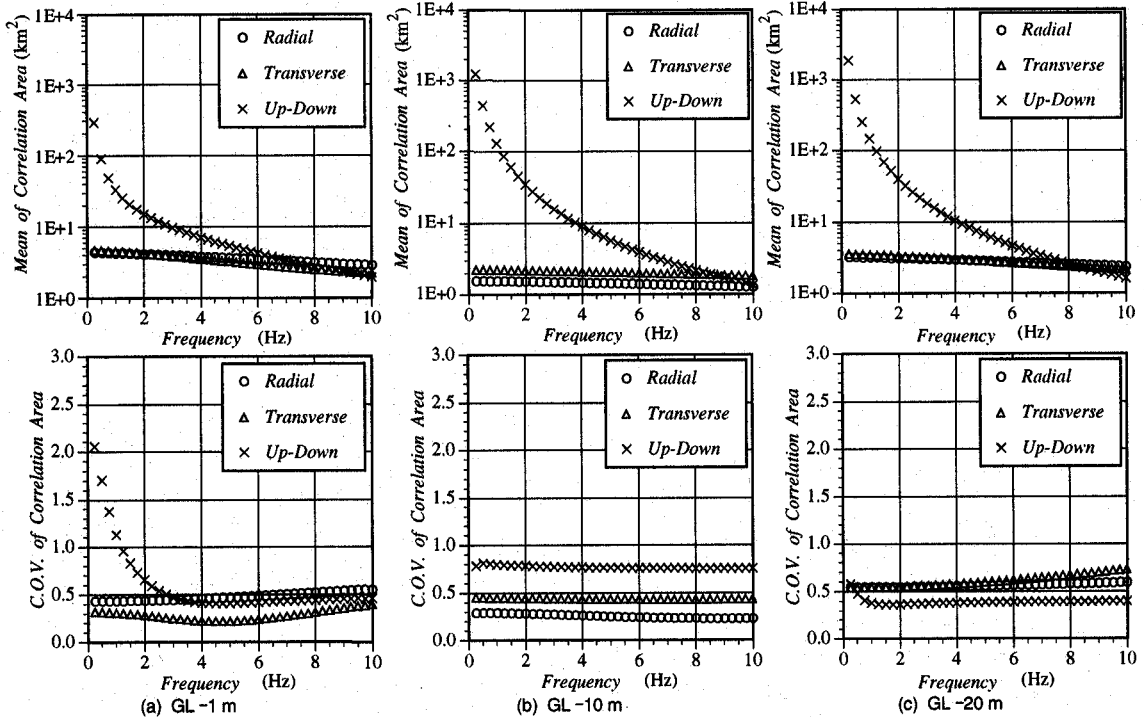 Mean of Correlation Area (km²)
1E+4
1E+3
1E+2
1E+1
1E+0
Radial
Transverse
Up-Down
0 2 4 6 8 10
Frequency (Hz)
Mean of Correlation Area (km²)
1E+4
1E+3
1E+2
1E+1
1E+0
Radial
Transverse
Up-Down
0 2 4 6 8 10
Frequency (Hz)
Mean of Correlation Area (km²)
1E+4
1E+3
1E+2
1E+1
1E+0
Radial
Transverse
Up-Down
0 2 4 6 8 10
Frequency (Hz)
C.O.V. of Correlation Area
3.0
2.5
2.0
1.5
1.0
0.5
0.0
Radial
Transverse
Up-Down
0 2 4 6 8 10
Frequency (Hz)
(a) GL -1 m
C.O.V. of Correlation Area
3.0
2.5
2.0
1.5
1.0
0.5
0.0
Radial
Transverse
Up-Down
0 2 4 6 8 10
Frequency (Hz)
(b) GL -10 m
C.O.V. of Correlation Area
3.0
2.5
2.0
1.5
1.0
0.5
0.0
Radial
Transverse
Up-Down
0 2 4 6 8 10
Frequency (Hz)
(c) GL -20 m